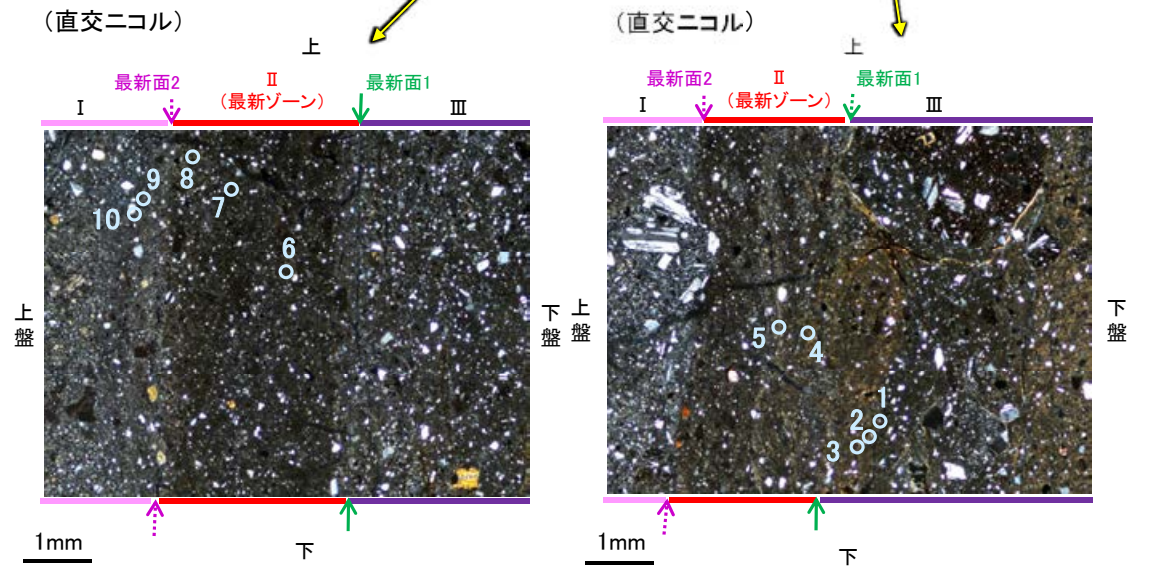 (直交ニコル)
上
最新面2
Ⅱ
(最新ゾーン)
最新面1
Ⅰ
Ⅲ
9
8
10
7
6
上盤
下盤
1mm
下
(直交ニコル)
上
最新面2
Ⅱ
(最新ゾーン)
最新面1
Ⅰ
Ⅲ
5
4
1
2
3
上盤
下盤
1mm
下